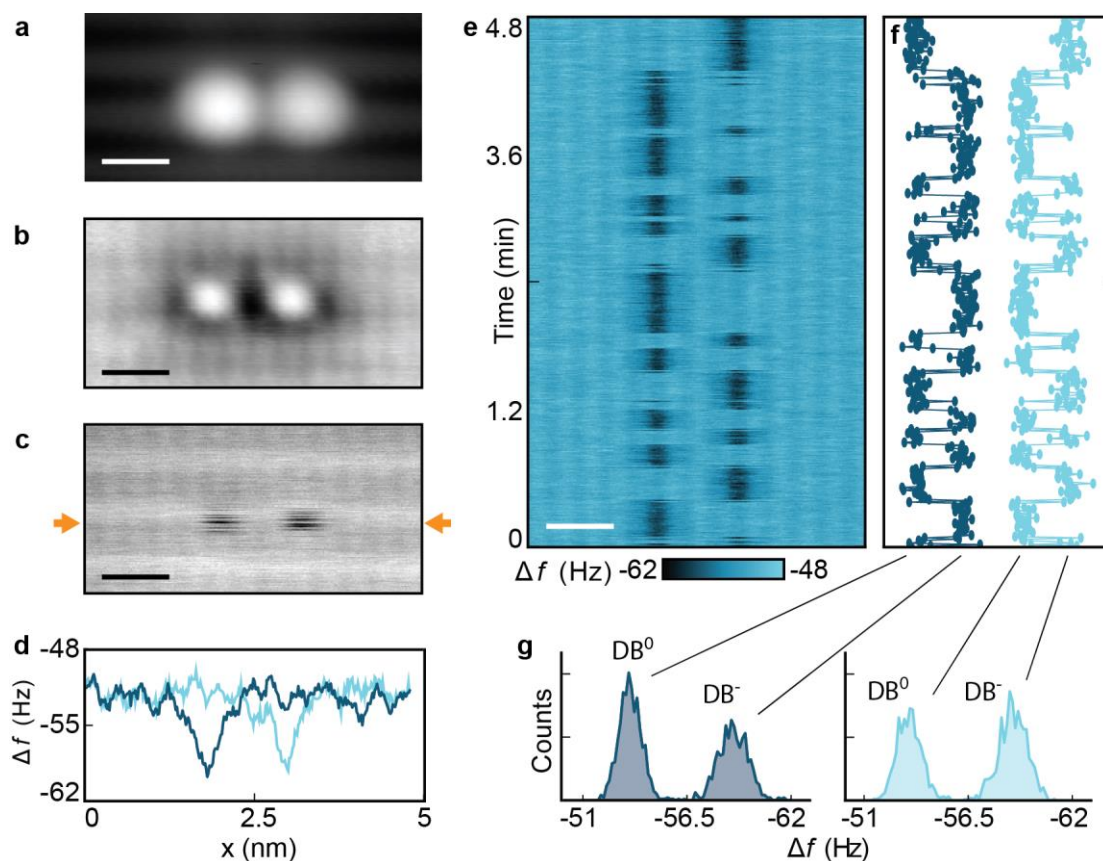 a
b
c
d
-48
-55
-62
Δf (Hz)
0 2.5 5
x (nm)
e
4.8
3.6
1.2
0
Time (min)
Δf (Hz) -62 -48
f
g
DB⁰
DB⁻
DB⁰
DB⁻
Counts
-51 -56.5 -62 -51 -56.5 -62
Δf (Hz)